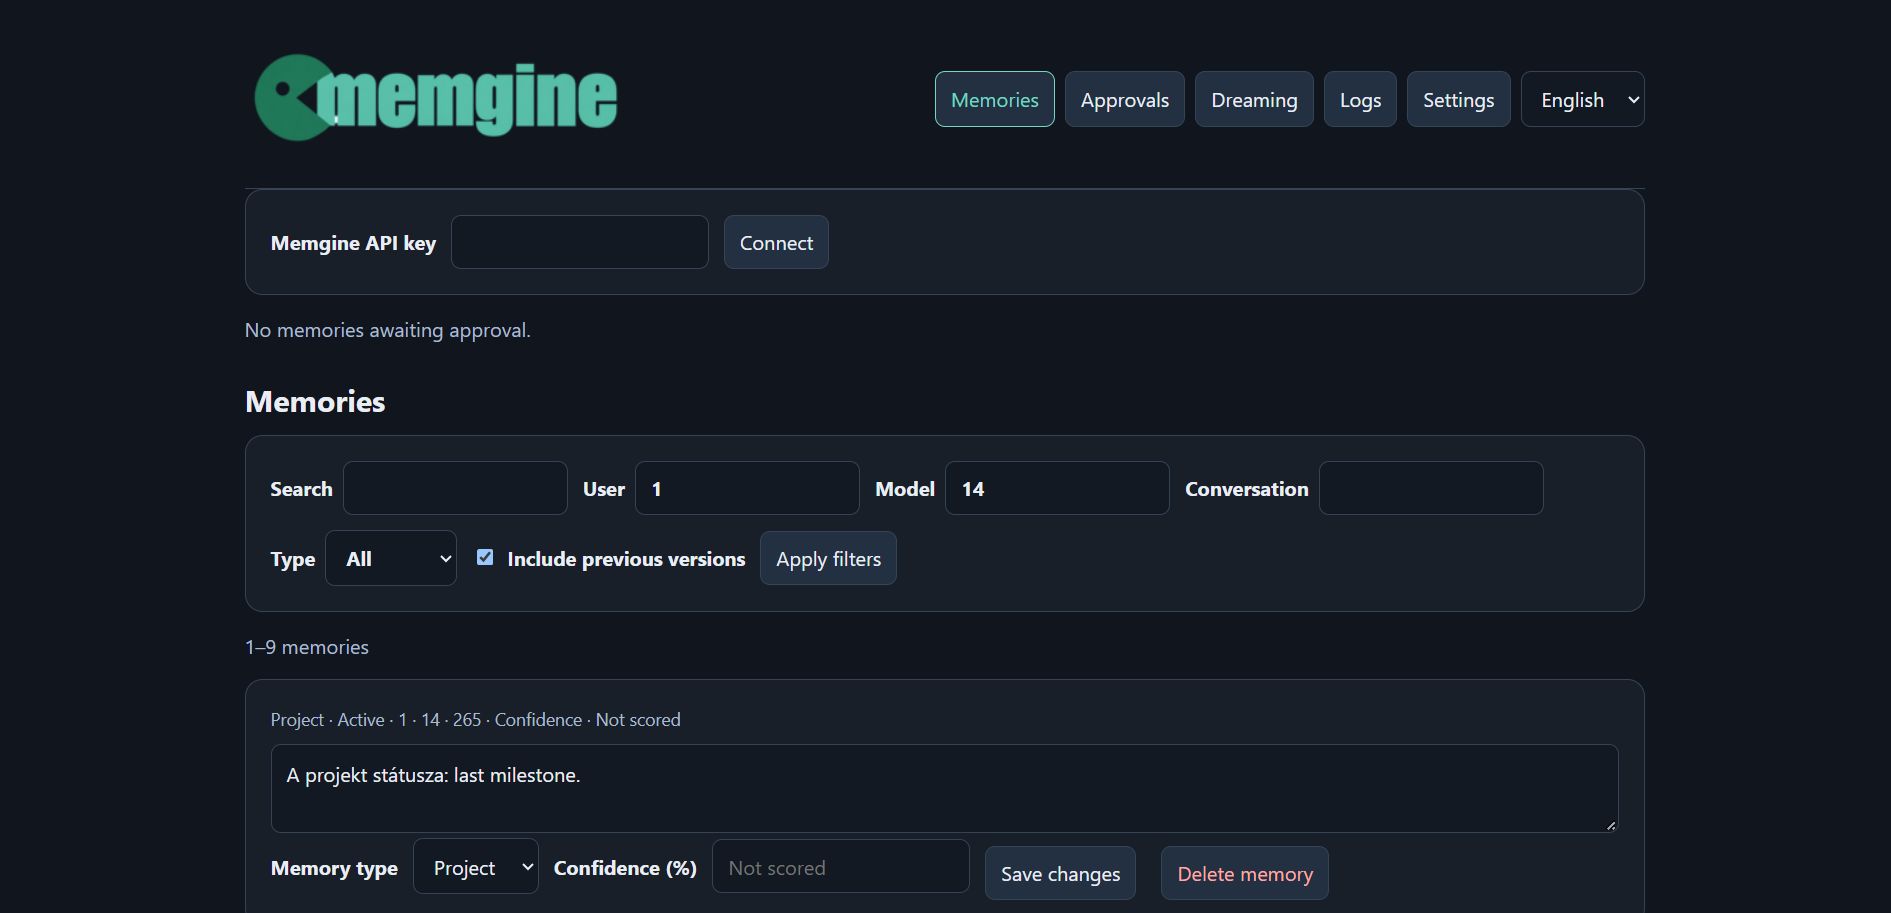 memgine
Memories Approvals Dreaming Logs Settings English
Memgine API key Connect
No memories awaiting approval.
Memories
Search User 1 Model 14 Conversation
Type All Include previous versions Apply filters
1–9 memories
Project · Active · 1 · 14 · 265 · Confidence · Not scored
A projekt státusza: last milestone.
Memory type Project Confidence (%) Not scored Save changes Delete memory